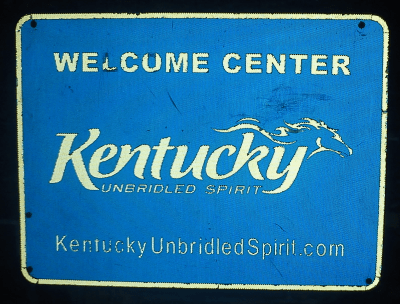 WELCOME CENTER
Kentucky
UNBRIDLED SPIRIT
KentuckyUnbridledSpirit.com